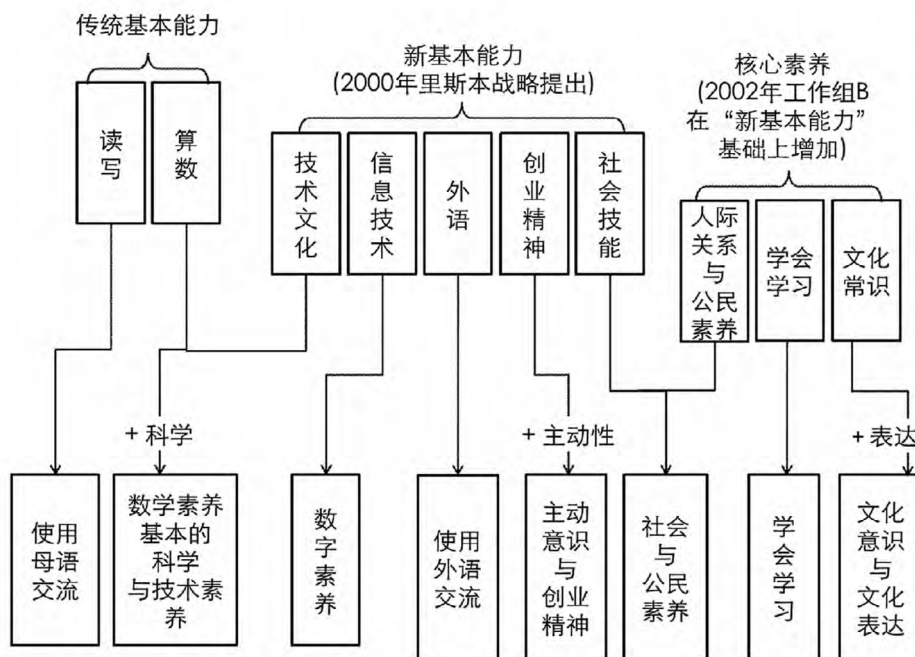 传统基本能力
新基本能力
(2000年里斯本战略提出)
核心素养
(2002年工作组B
在“新基本能力”
基础上增加)
读
写
算
数
技
术
文
化
信
息
技
术
外
语
创
业
精
神
社
会
技
能
人际
关系
与
公民
素养
学会
学习
文化
常识
+ 科学
+ 主动性
+ 表达
使用
母语
交流
数学素养
基本的
科学
与技术素
养
数
字
素
养
使用
外语
交流
主动
意识
与
创业
精神
社会
与
公民
素养
学
会
学
习
文化
意识
与
文化
表达